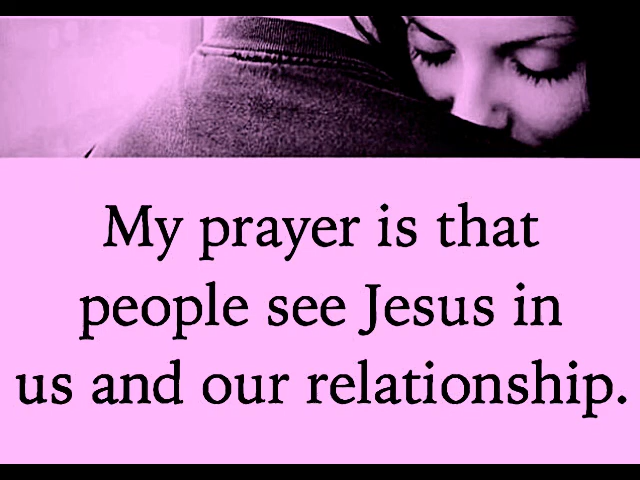 My prayer is that
people see Jesus in
us and our relationship.